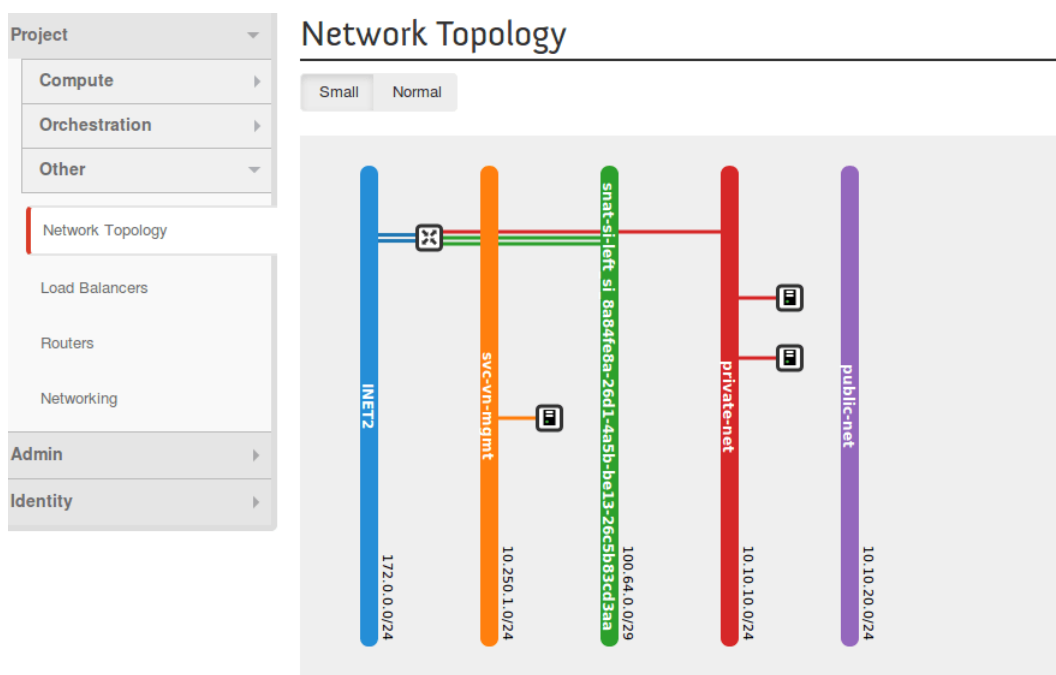 Project
Compute
Orchestration
Other
Network Topology
Load Balancers
Routers
Networking
Admin
Identity
Network Topology
Small Normal
INET2
172.0.0.0/24
svc-vn-mgmt
10.250.1.0/24
snat-si-left_si_8a84fe8a-26d1-4a5b-be13-26c5b83cd3aa
100.64.0.0/29
private-net
10.10.10.0/24
public-net
10.10.20.0/24